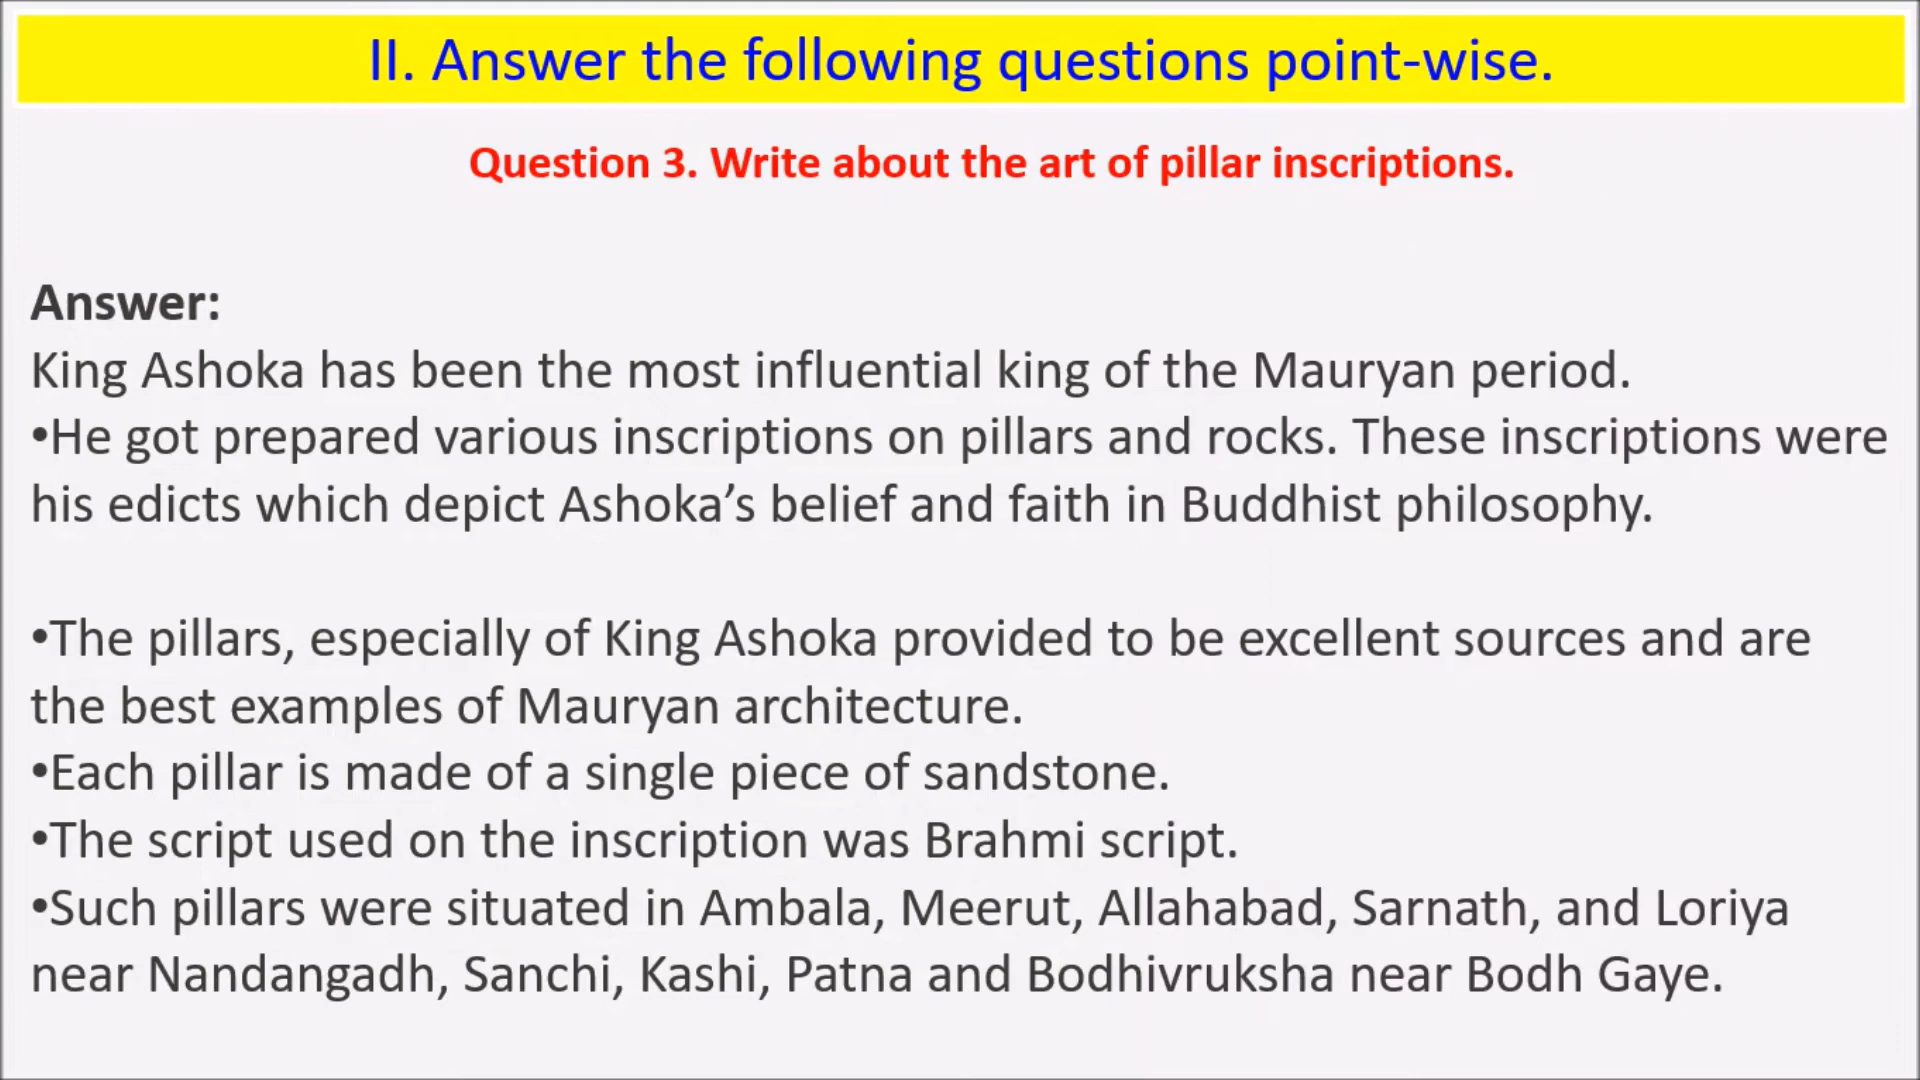 II. Answer the following questions point-wise.
Question 3. Write about the art of pillar inscriptions.
Answer:
King Ashoka has been the most influential king of the Mauryan period.
•He got prepared various inscriptions on pillars and rocks. These inscriptions were
his edicts which depict Ashoka’s belief and faith in Buddhist philosophy.
•The pillars, especially of King Ashoka provided to be excellent sources and are
the best examples of Mauryan architecture.
•Each pillar is made of a single piece of sandstone.
•The script used on the inscription was Brahmi script.
•Such pillars were situated in Ambala, Meerut, Allahabad, Sarnath, and Loriya
near Nandangadh, Sanchi, Kashi, Patna and Bodhivruksha near Bodh Gaye.